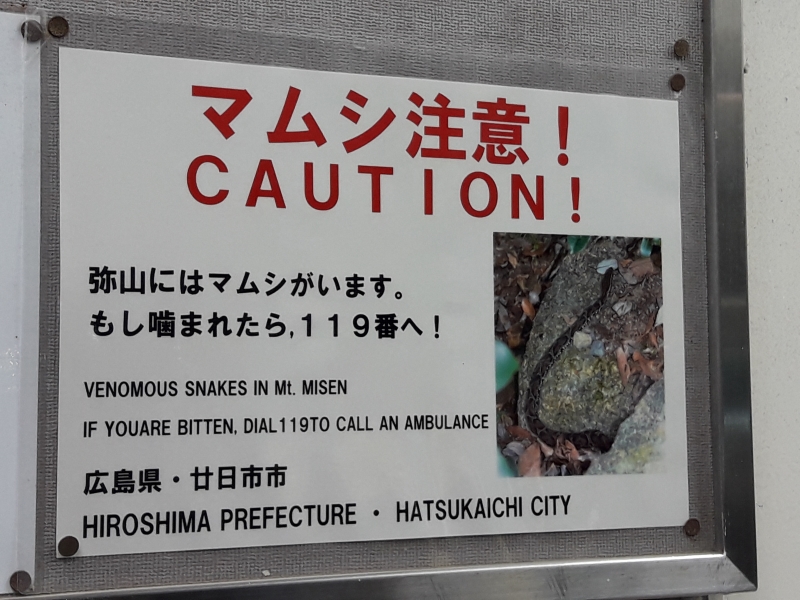 マムシ注意！
CAUTION!
弥山にはマムシがいます。
もし噛まれたら,１１９番へ！
VENOMOUS SNAKES IN Mt. MISEN
IF YOUARE BITTEN, DIAL119TO CALL AN AMBULANCE
広島県・廿日市市
HIROSHIMA PREFECTURE ・ HATSUKAICHI CITY